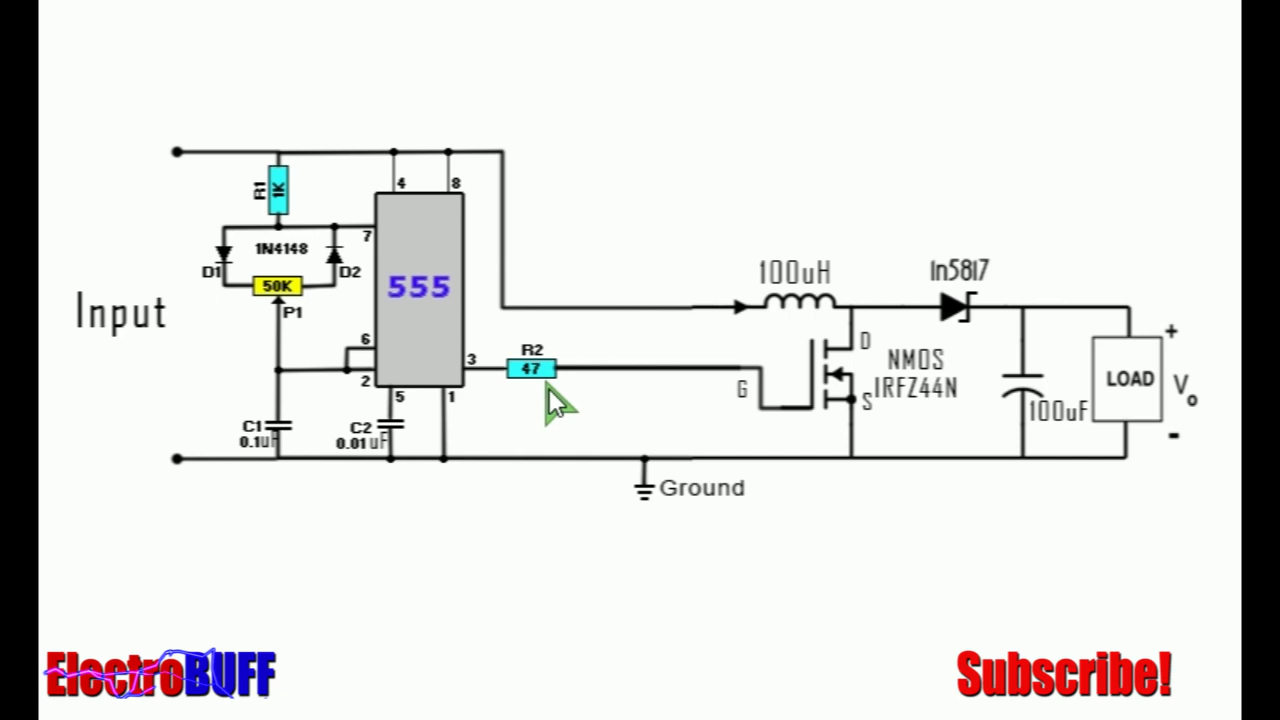 4
8
R1
1K
7
1N4148
D1
D2
50K
P1
555
Input
6
2
3
R2
47
5
1
C1
0.1uF
C2
0.01uF
100uH
1n5817
D
G
S
NMOS
IRFZ44N
100uF
LOAD
+
Vo
-
Ground
ElectroBUFF
Subscribe!